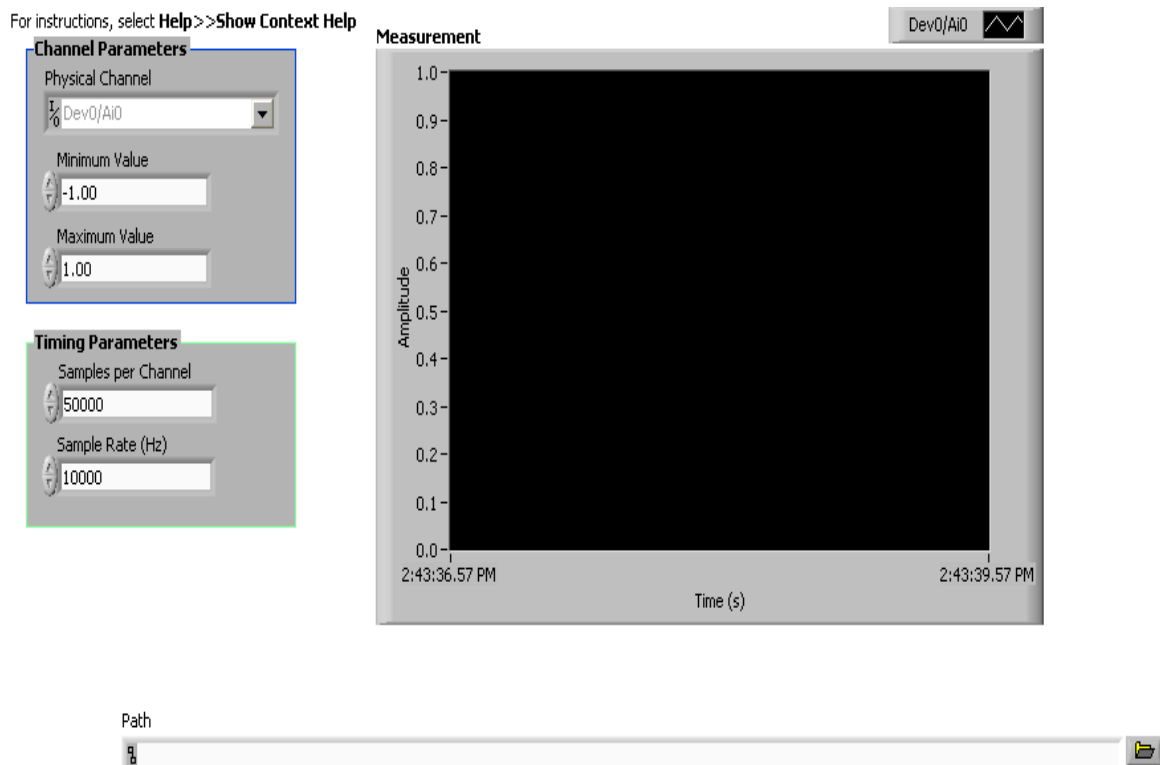 For instructions, select Help>>Show Context Help
Channel Parameters
Physical Channel
I/O Dev0/Ai0
Minimum Value
-1.00
Maximum Value
1.00
Timing Parameters
Samples per Channel
50000
Sample Rate (Hz)
10000
Measurement
Dev0/Ai0
Amplitude
1.0
0.9
0.8
0.7
0.6
0.5
0.4
0.3
0.2
0.1
0.0
2:43:36.57 PM
2:43:39.57 PM
Time (s)
Path